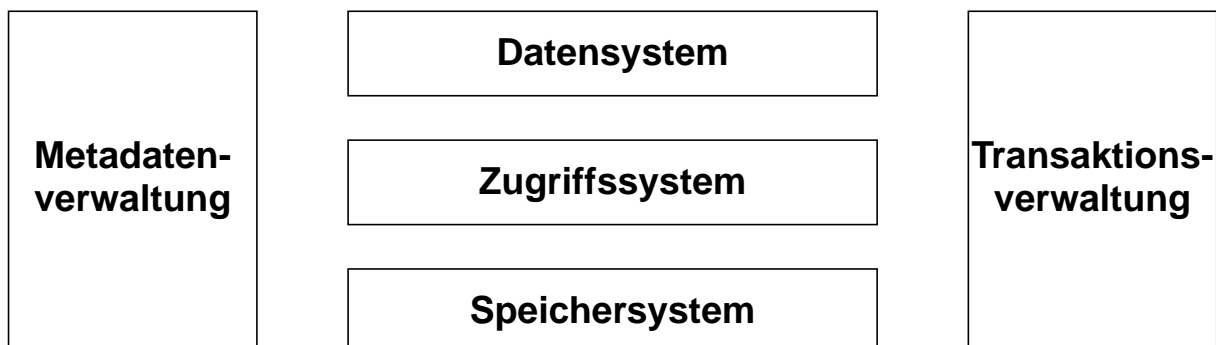 Datensystem
Metadaten-
verwaltung
Zugriffssystem
Transaktions-
verwaltung
Speichersystem